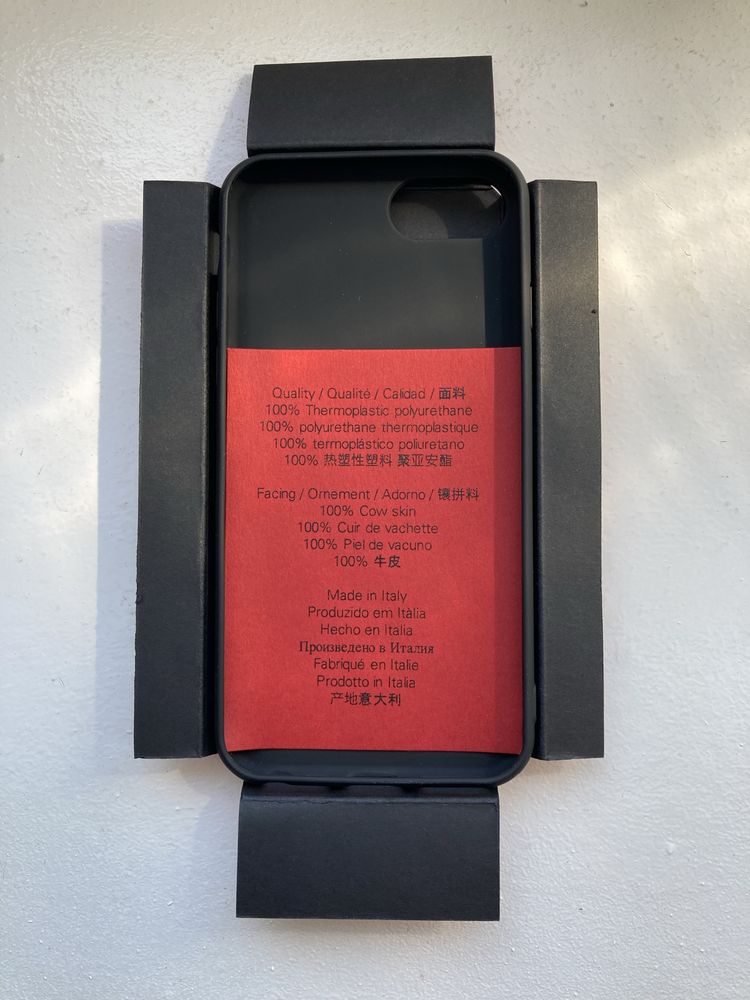 Quality / Qualité / Calidad / 面料
100% Thermoplastic polyurethane
100% polyurethane thermoplastique
100% termoplástico poliuretano
100% 热塑性塑料 聚亚安酯
Facing / Ornement / Adorno / 镶拼料
100% Cow skin
100% Cuir de vachette
100% Piel de vacuno
100% 牛皮
Made in Italy
Produzido em Itàlia
Hecho en Italia
Произведено в Италия
Fabriqué en Italie
Prodotto in Italia
产地意大利